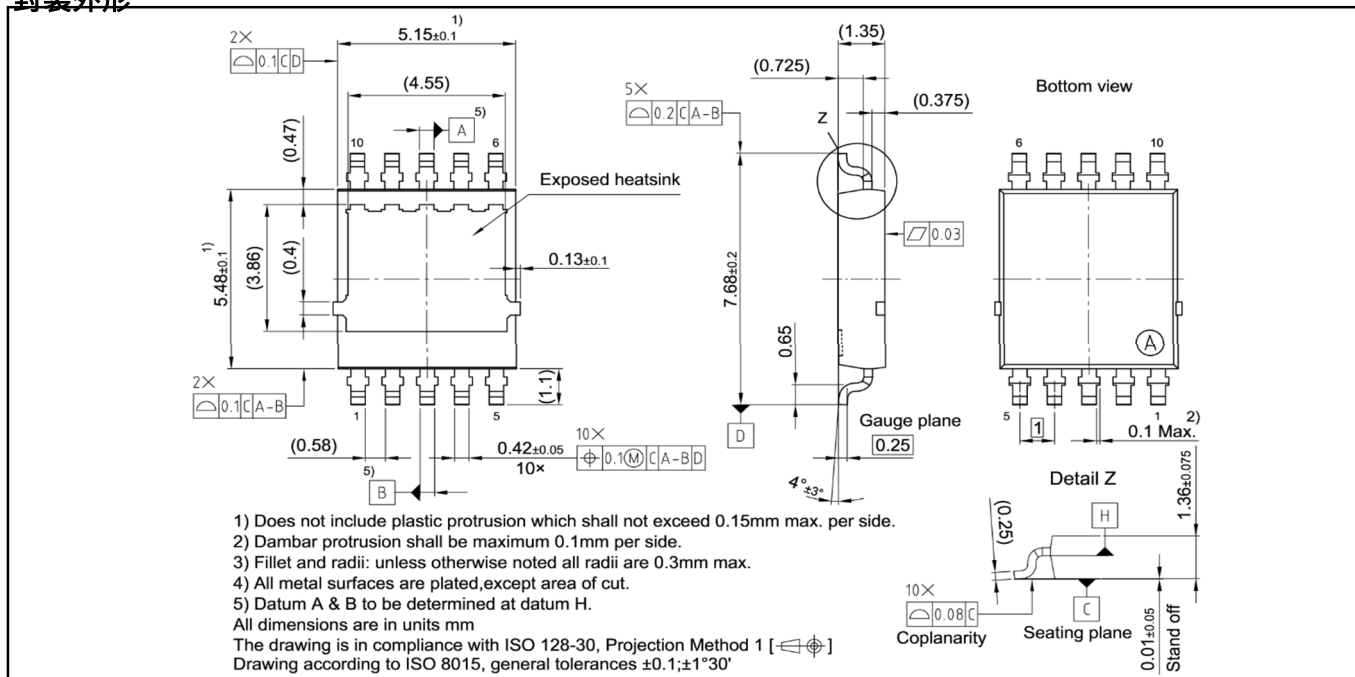 封装外形
2×
⌓ 0.1 C D
5.15±0.1 1)
(4.55)
A 5)
(0.47)
10
6
Exposed heatsink
5.48±0.1 1)
(3.86)
(0.4)
0.13±0.1
2×
⌓ 0.1 C A-B
1
5
(1.1)
(0.58)
0.42±0.05
10×
10×
⌖ 0.1 Ⓜ C A-B D
5)
B
(1.35)
(0.725)
(0.375)
5×
⌓ 0.2 C A-B
Z
⏥ 0.03
7.68±0.2
0.65
D
Gauge plane
0.25
4°±3°
Bottom view
6
10
A
5
1
1
2)
0.1 Max.
Detail Z
(0.25)
H
1.36±0.075
10×
⌓ 0.08 C
Coplanarity
C
Seating plane
0.01±0.05
Stand off
1) Does not include plastic protrusion which shall not exceed 0.15mm max. per side.
2) Dambar protrusion shall be maximum 0.1mm per side.
3) Fillet and radii: unless otherwise noted all radii are 0.3mm max.
4) All metal surfaces are plated,except area of cut.
5) Datum A & B to be determined at datum H.
All dimensions are in units mm
The drawing is in compliance with ISO 128-30, Projection Method 1 [ ]
Drawing according to ISO 8015, general tolerances ±0.1;±1°30'